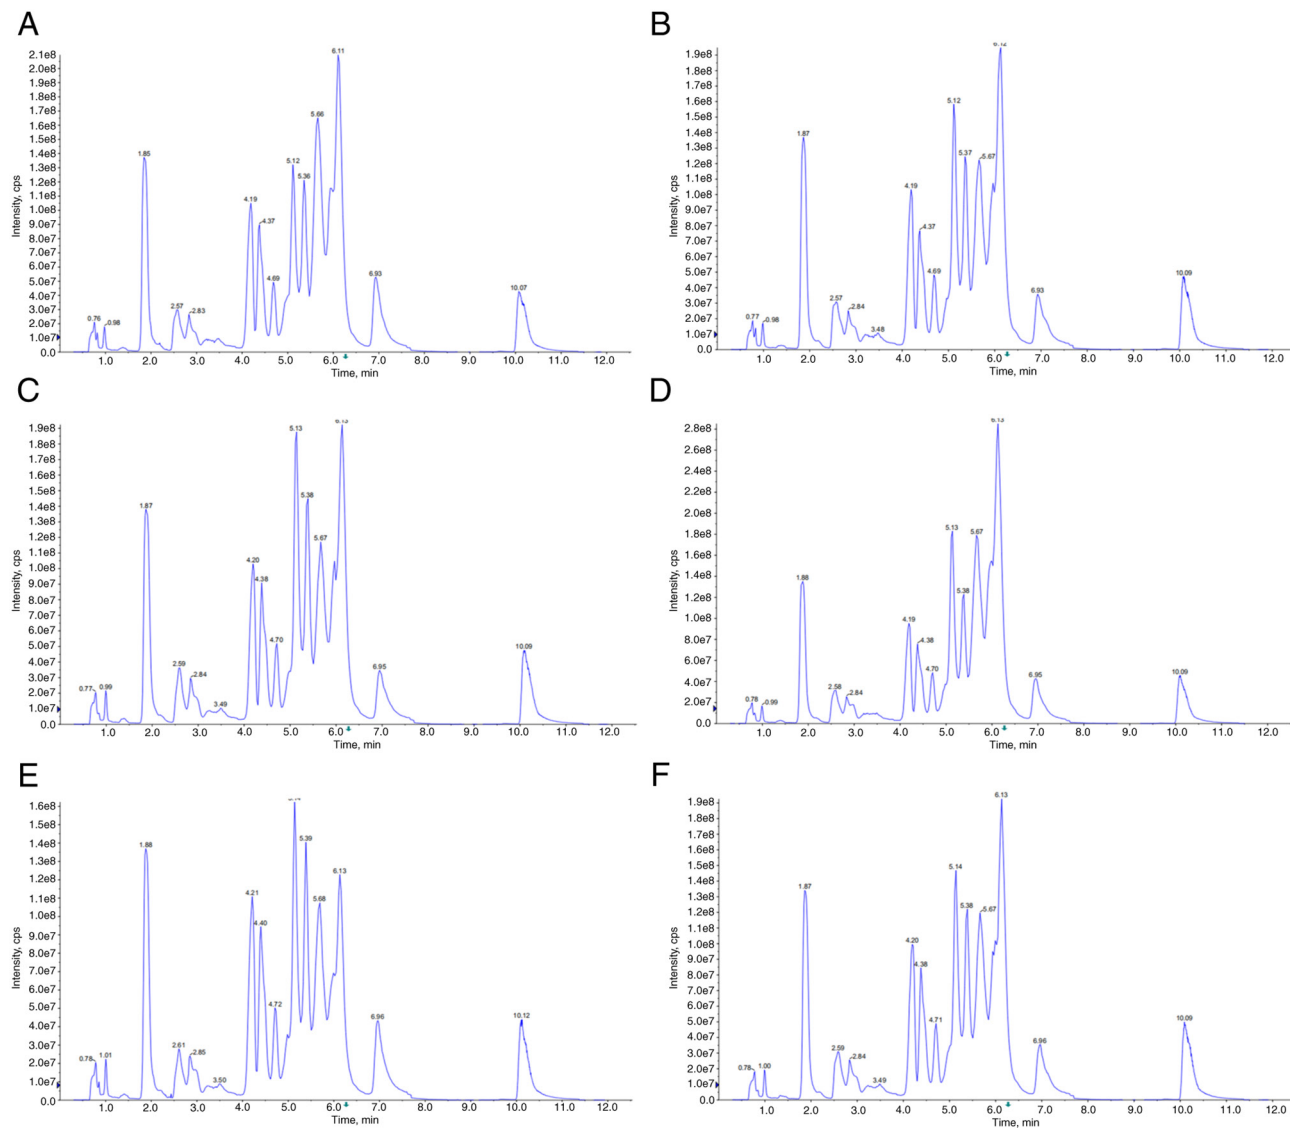 A
Intensity, cps
2.1e8
2.0e8
1.8e8
1.7e8
1.6e8
1.5e8
1.4e8
1.3e8
1.2e8
1.1e8
1.0e8
9.0e7
8.0e7
7.0e7
6.0e7
5.0e7
4.0e7
3.0e7
2.0e7
1.0e7
0.0
0.76
0.98
1.85
2.57
2.83
4.19
4.37
4.69
5.12
5.36
5.66
6.11
6.93
10.07
1.0 2.0 3.0 4.0 5.0 6.0 7.0 8.0 9.0 10.0 11.0 12.0
Time, min
B
Intensity, cps
1.9e8
1.8e8
1.7e8
1.6e8
1.5e8
1.4e8
1.3e8
1.2e8
1.1e8
1.0e8
9.0e7
8.0e7
7.0e7
6.0e7
5.0e7
4.0e7
3.0e7
2.0e7
1.0e7
0.0
0.77
0.98
1.87
2.57
2.84
3.48
4.19
4.37
4.69
5.12
5.37
5.67
6.12
6.93
10.09
1.0 2.0 3.0 4.0 5.0 6.0 7.0 8.0 9.0 10.0 11.0 12.0
Time, min
C
Intensity, cps
1.9e8
1.8e8
1.7e8
1.6e8
1.5e8
1.4e8
1.3e8
1.2e8
1.1e8
1.0e8
9.0e7
8.0e7
7.0e7
6.0e7
5.0e7
4.0e7
3.0e7
2.0e7
1.0e7
0.0
0.77
0.99
1.87
2.59
2.84
3.49
4.20
4.38
4.70
5.13
5.38
5.67
6.13
6.95
10.09
1.0 2.0 3.0 4.0 5.0 6.0 7.0 8.0 9.0 10.0 11.0 12.0
Time, min
D
Intensity, cps
2.8e8
2.6e8
2.4e8
2.2e8
2.0e8
1.8e8
1.6e8
1.4e8
1.2e8
1.0e8
8.0e7
6.0e7
4.0e7
2.0e7
0.0
0.78
0.99
1.88
2.58
2.84
4.19
4.38
4.70
5.13
5.38
5.67
6.13
6.95
10.09
1.0 2.0 3.0 4.0 5.0 6.0 7.0 8.0 9.0 10.0 11.0 12.0
Time, min
E
Intensity, cps
1.6e8
1.5e8
1.4e8
1.2e8
1.1e8
1.0e8
9.0e7
8.0e7
7.0e7
6.0e7
5.0e7
4.0e7
3.0e7
2.0e7
1.0e7
0.0
0.78
1.01
1.88
2.61
2.85
3.50
4.21
4.40
4.72
5.39
5.68
6.13
6.96
10.12
1.0 2.0 3.0 4.0 5.0 6.0 7.0 8.0 9.0 10.0 11.0 12.0
Time, min
F
Intensity, cps
1.9e8
1.8e8
1.7e8
1.6e8
1.5e8
1.4e8
1.3e8
1.2e8
1.1e8
1.0e8
9.0e7
8.0e7
7.0e7
6.0e7
5.0e7
4.0e7
3.0e7
2.0e7
1.0e7
0.0
0.78
1.00
1.87
2.59
2.84
3.49
4.20
4.38
4.71
5.14
5.38
5.67
6.13
6.96
10.09
1.0 2.0 3.0 4.0 5.0 6.0 7.0 8.0 9.0 10.0 11.0 12.0
Time, min